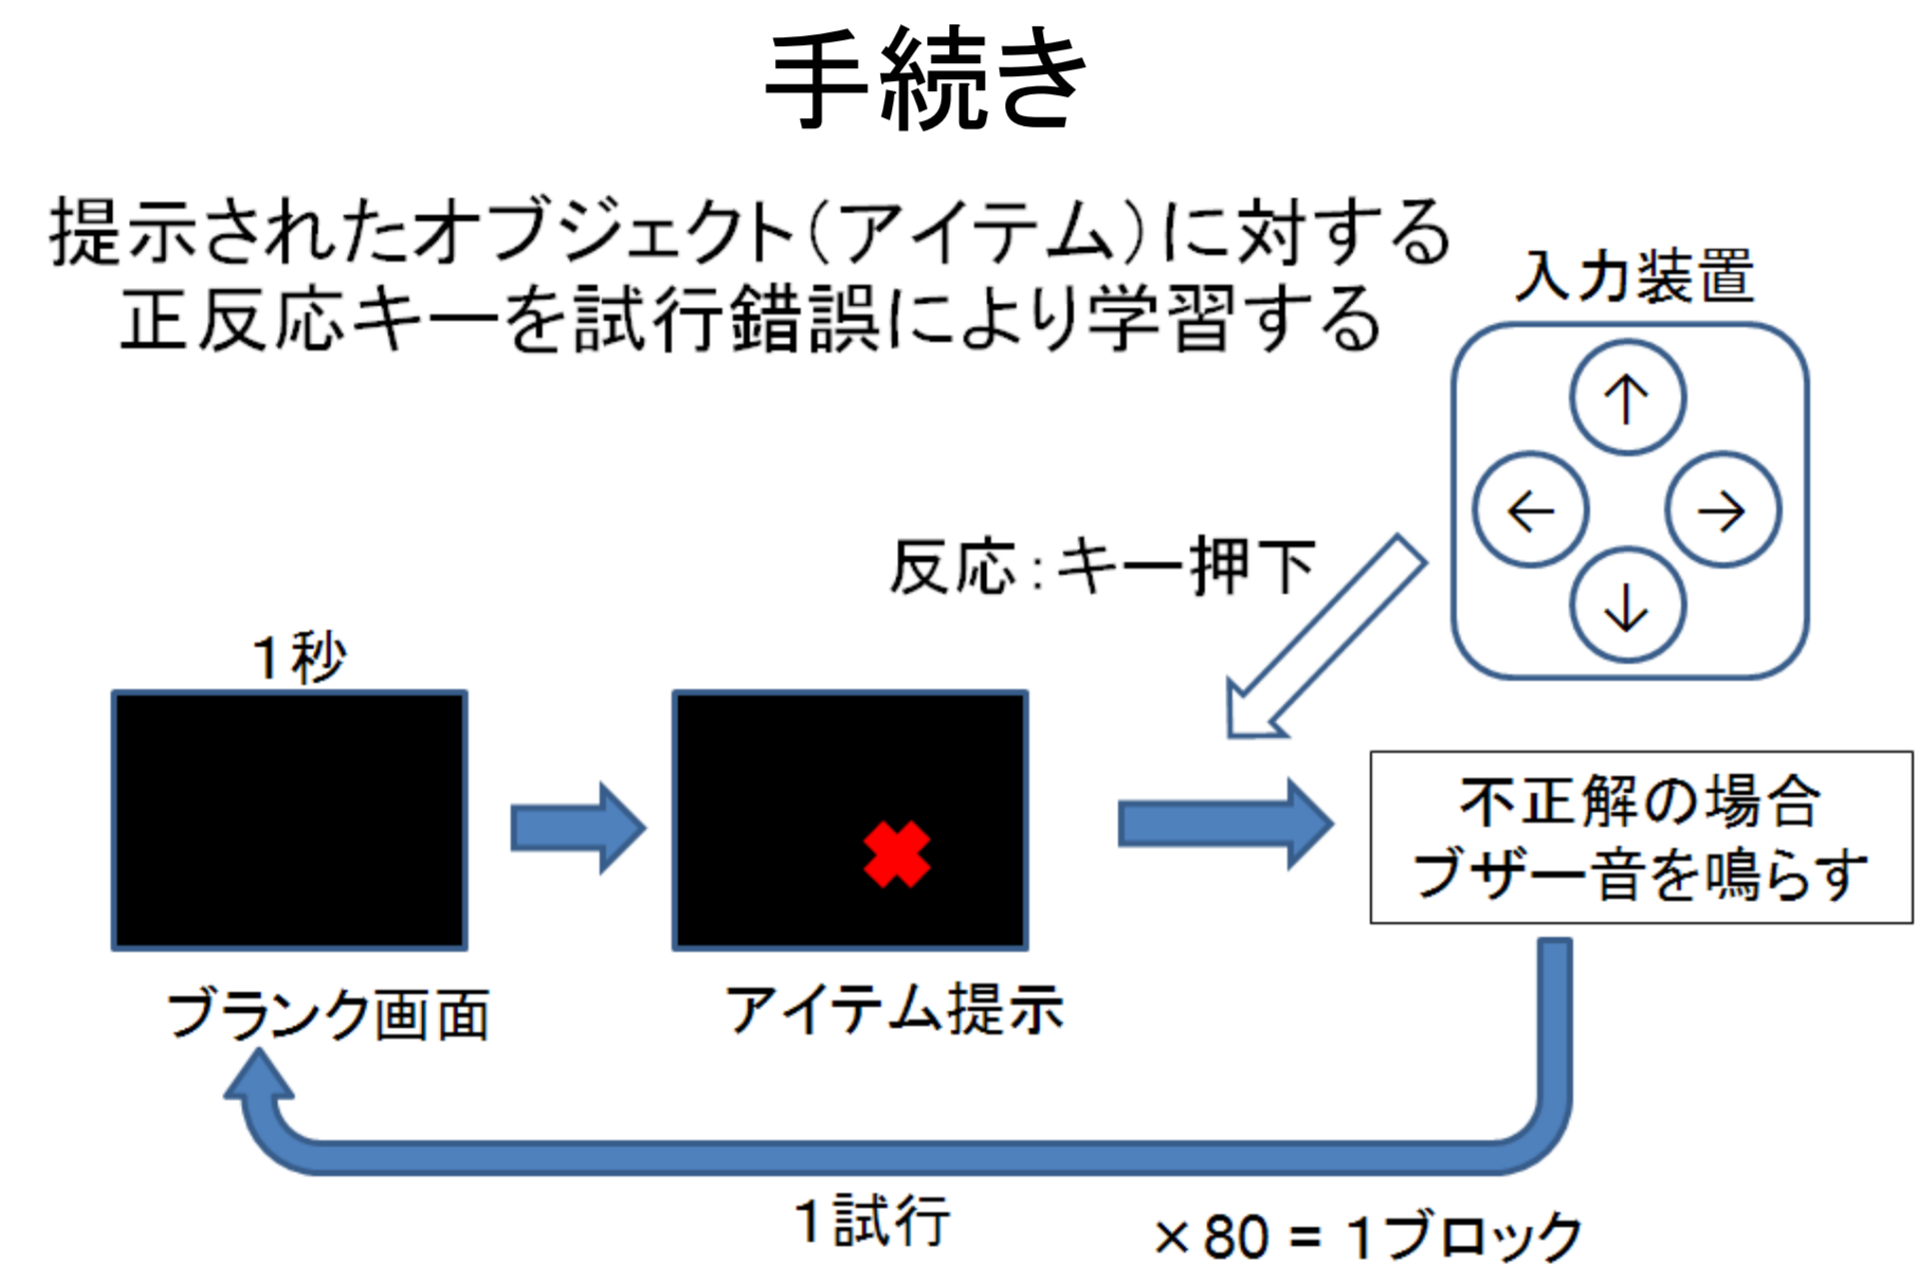 手続き
提示されたオブジェクト（アイテム）に対する
正反応キーを試行錯誤により学習する
入力装置
↑
← →
↓
反応：キー押下
１秒
不正解の場合
ブザー音を鳴らす
ブランク画面
アイテム提示
１試行
×80 = 1ブロック